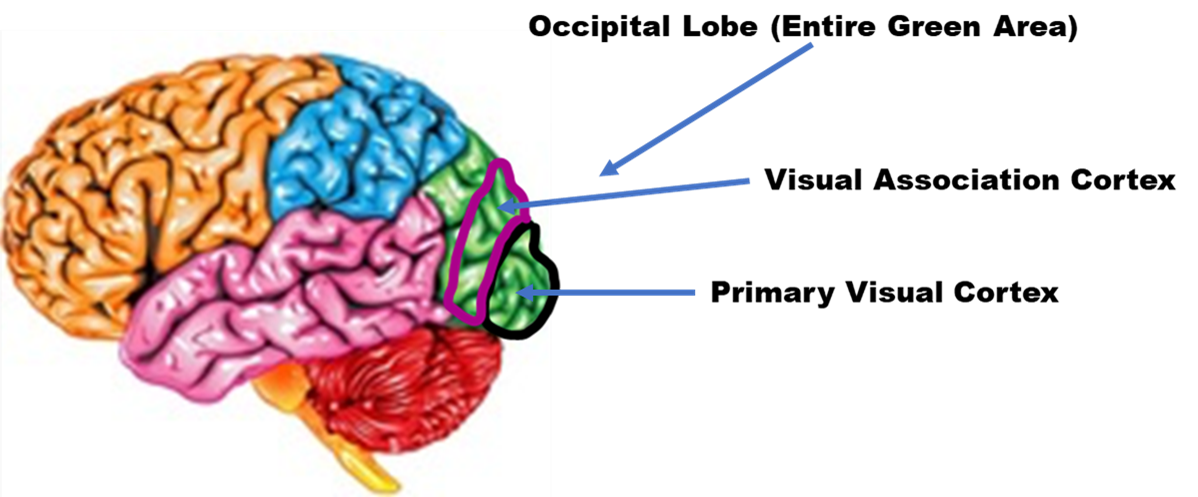 Occipital Lobe (Entire Green Area)
Visual Association Cortex
Primary Visual Cortex